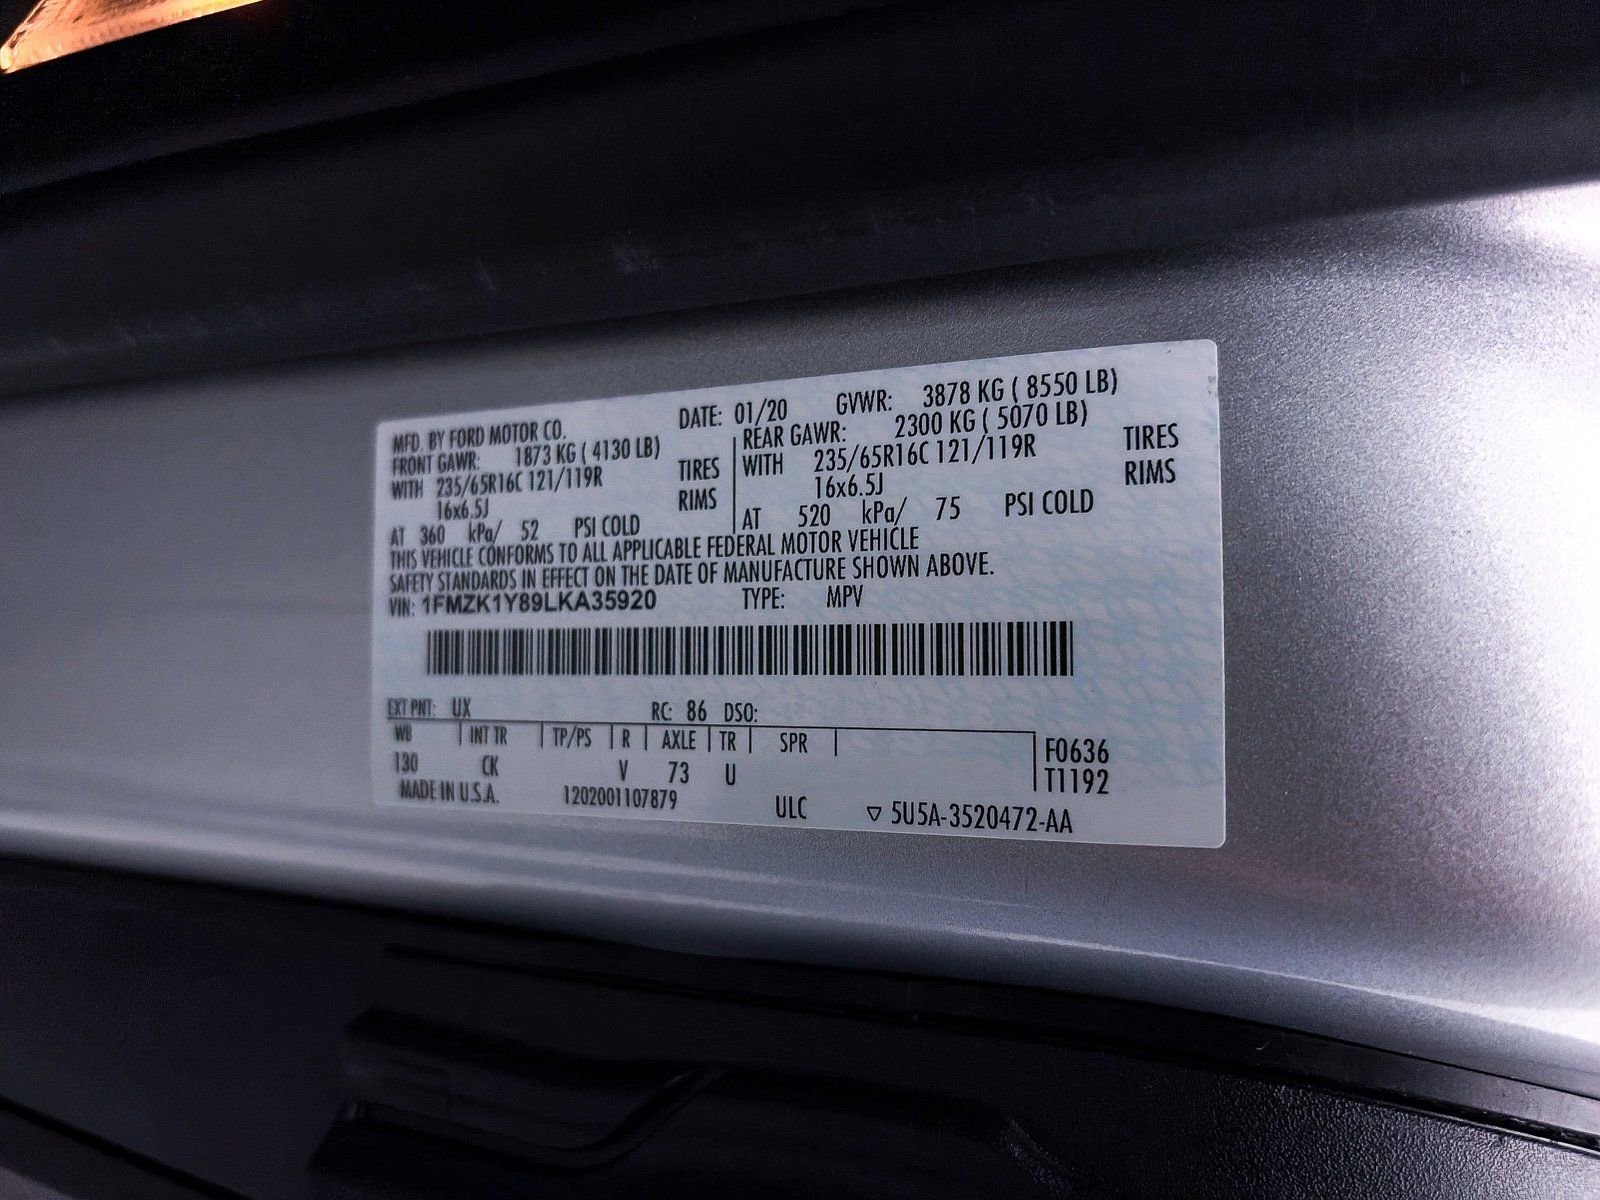 MFD. BY FORD MOTOR CO. DATE: 01/20 GVWR: 3878 KG ( 8550 LB)
FRONT GAWR: 1873 KG ( 4130 LB) REAR GAWR: 2300 KG ( 5070 LB)
WITH 235/65R16C 121/119R TIRES WITH 235/65R16C 121/119R TIRES
16x6.5J RIMS 16x6.5J RIMS
AT 360 kPa/ 52 PSI COLD AT 520 kPa/ 75 PSI COLD
THIS VEHICLE CONFORMS TO ALL APPLICABLE FEDERAL MOTOR VEHICLE
SAFETY STANDARDS IN EFFECT ON THE DATE OF MANUFACTURE SHOWN ABOVE.
VIN: 1FMZK1Y89LKA35920 TYPE: MPV
EXT PNT: UX RC: 86 DSO:
WB INT TR TP/PS R AXLE TR SPR F0636
130 CK V 73 U T1192
MADE IN U.S.A. 1202001107879 ULC ▽ 5U5A-3520472-AA